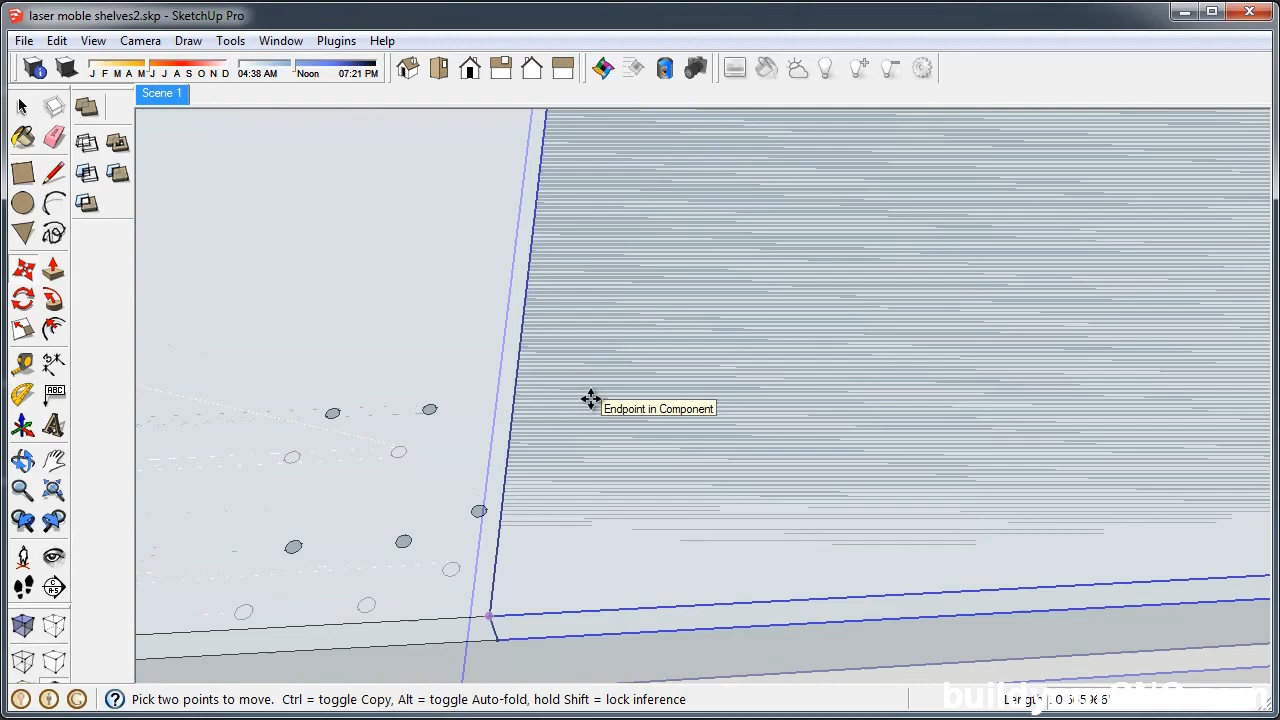 laser moble shelves2.skp - SketchUp Pro
File Edit View Camera Draw Tools Window Plugins Help
J F M A M J J A S O N D 04:38 AM Noon 07:21 PM
Scene 1
ABC
Endpoint in Component
Pick two points to move. Ctrl = toggle Copy, Alt = toggle Auto-fold, hold Shift = lock inference